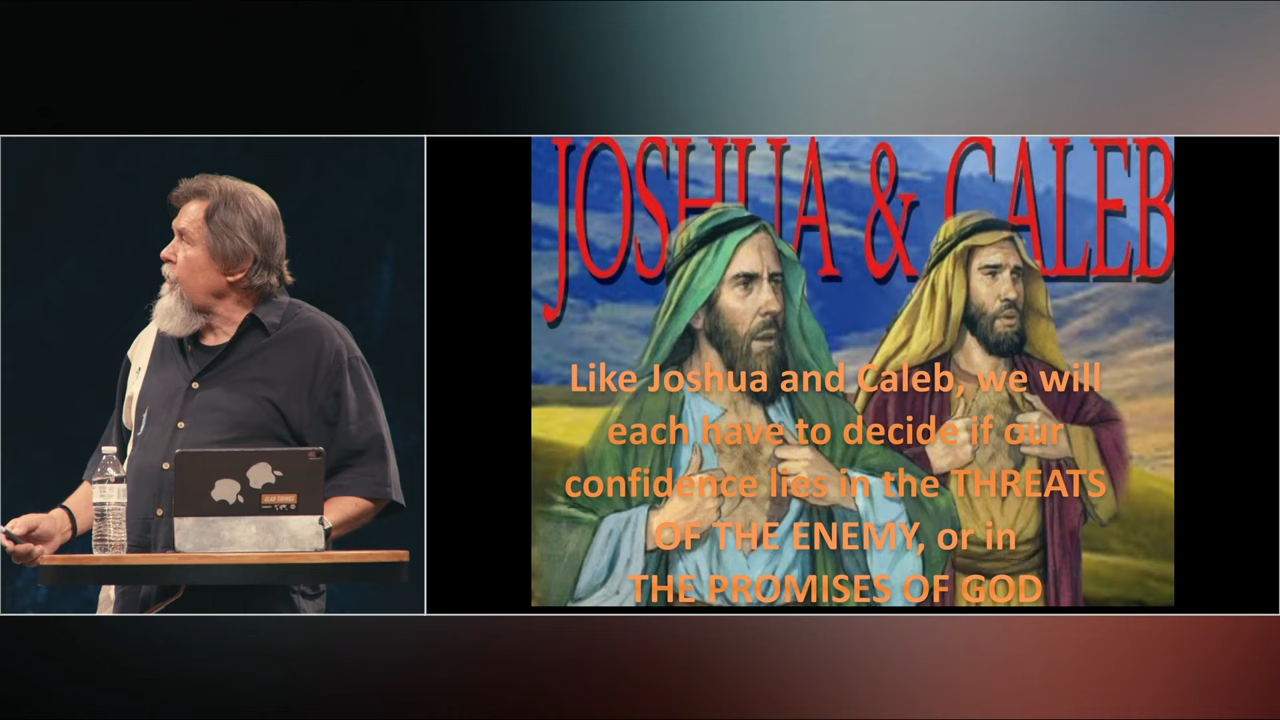 JOSHUA & CALEB
Like Joshua and Caleb, we will
each have to decide if our
confidence lies in the THREATS
OF THE ENEMY, or in
THE PROMISES OF GOD